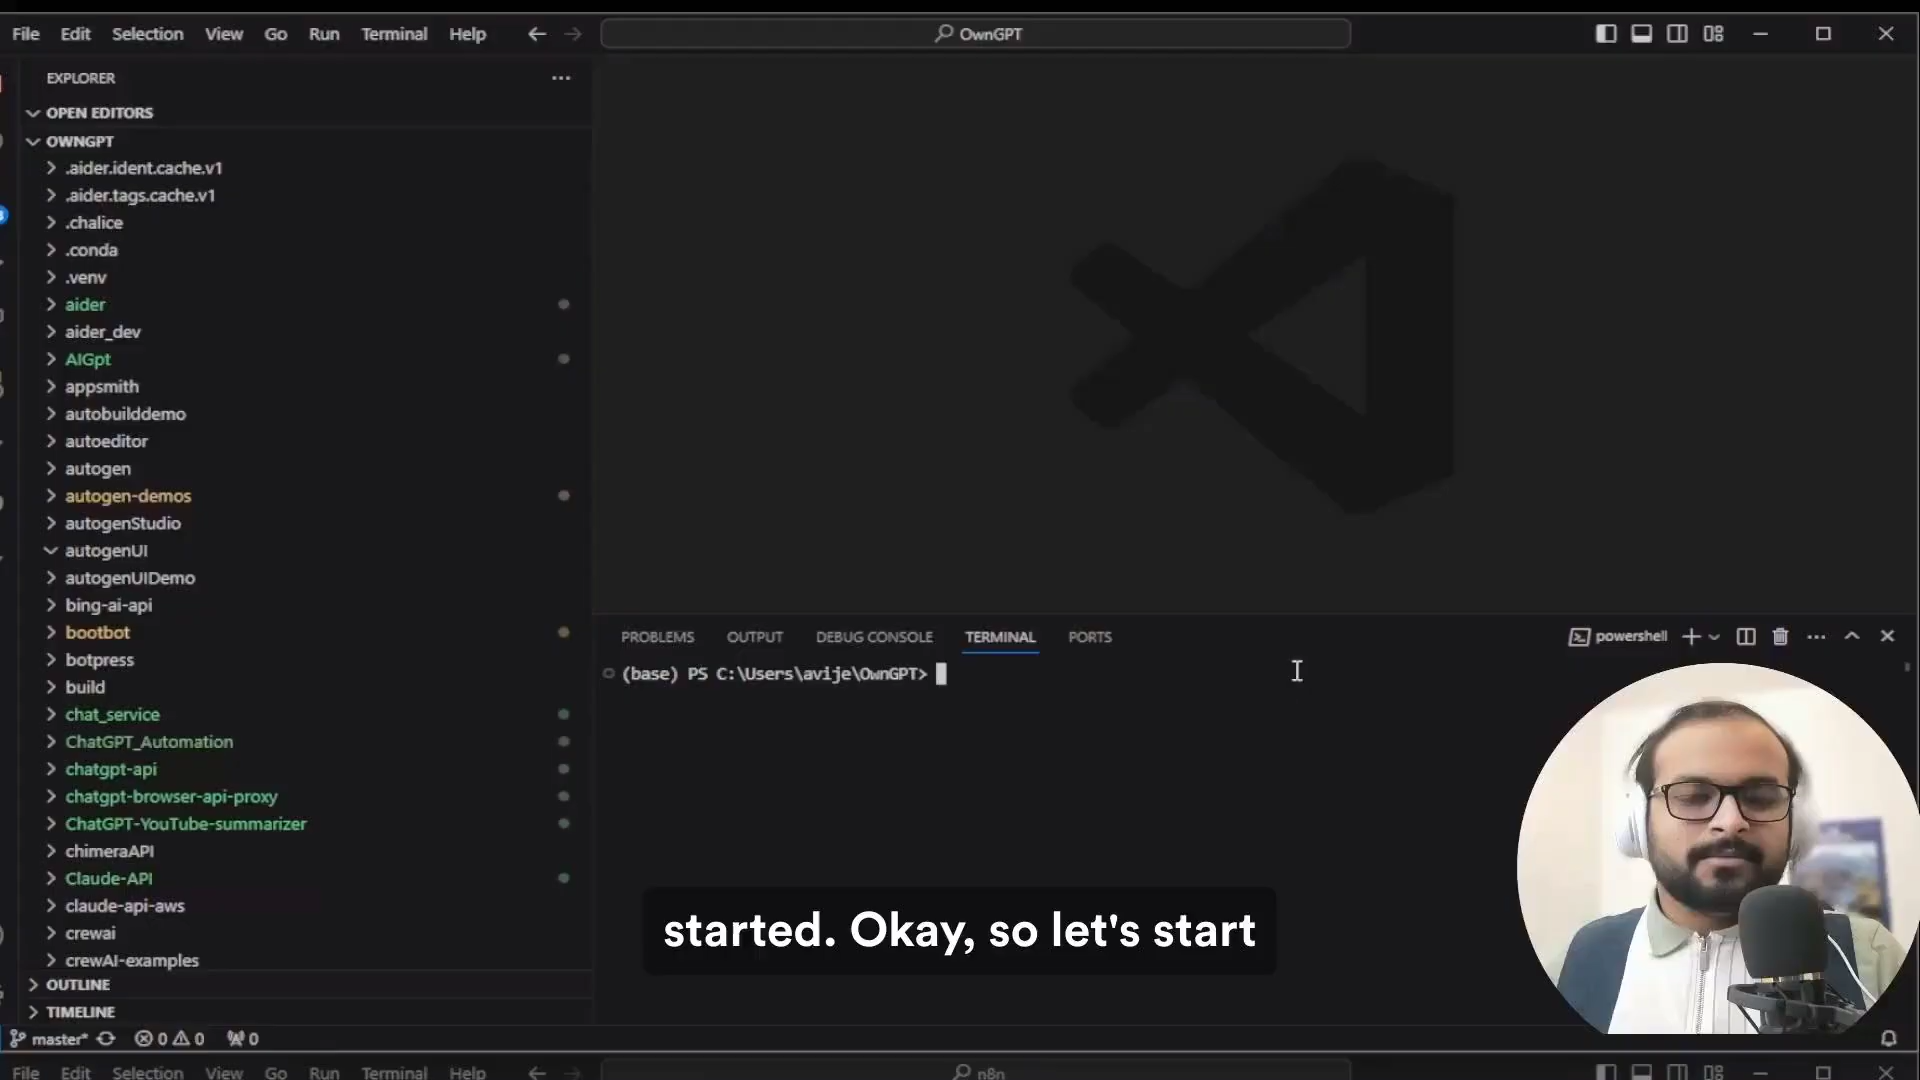 File Edit Selection View Go Run Terminal Help
OwnGPT
EXPLORER
OPEN EDITORS
OWNGPT
.aider.ident.cache.v1
.aider.tags.cache.v1
.chalice
.conda
.venv
aider
aider_dev
AIGpt
appsmith
autobuilddemo
autoeditor
autogen
autogen-demos
autogenStudio
autogenUI
autogenUIDemo
bing-ai-api
bootbot
botpress
build
chat_service
ChatGPT_Automation
chatgpt-api
chatgpt-browser-api-proxy
ChatGPT-YouTube-summarizer
chimeraAPI
Claude-API
claude-api-aws
crewai
crewAI-examples
OUTLINE
TIMELINE
PROBLEMS OUTPUT DEBUG CONSOLE TERMINAL PORTS
powershell
(base) PS C:\Users\avije\OwnGPT>
started. Okay, so let's start
master* 0 0 0
File Edit Selection View Go Run Terminal Help
n8n